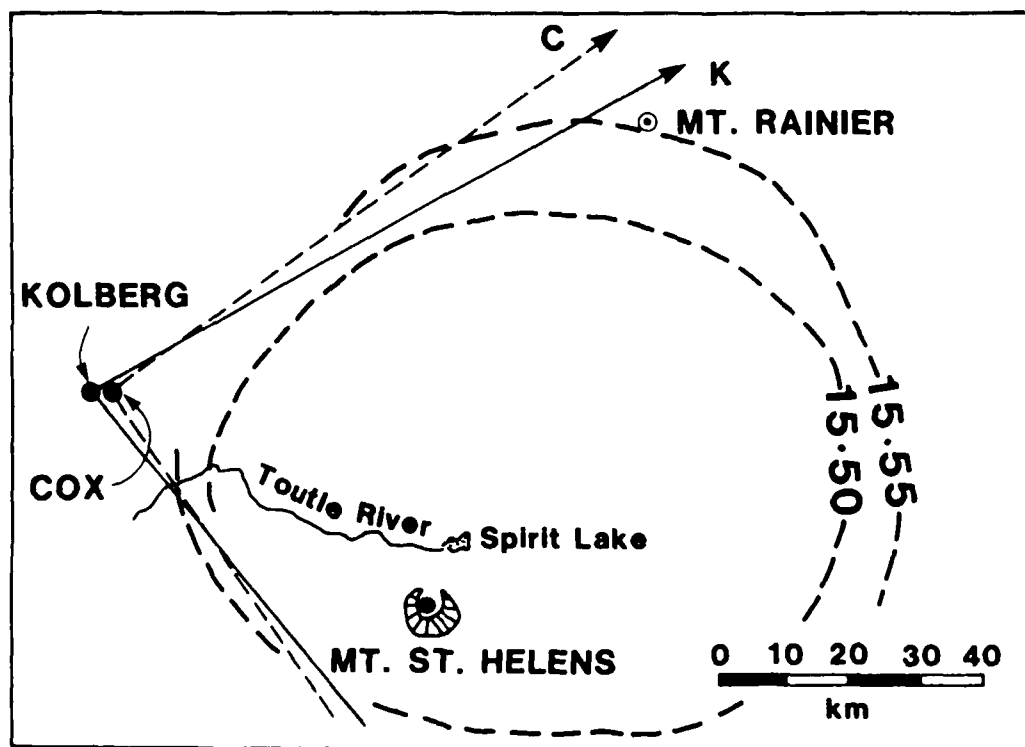 C
K
MT. RAINIER
KOLBERG
COX
Toutle River
Spirit Lake
15·50
15·55
MT. ST. HELENS
0 10 20 30 40
km